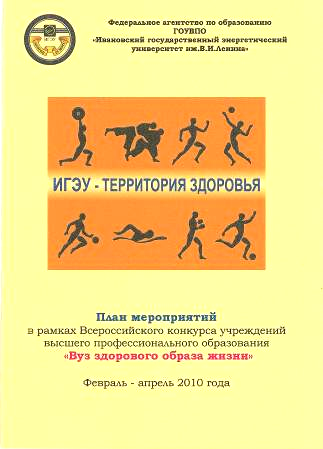 Федеральное агентство по образованию
ГОУВПО
«Ивановский государственный энергетический
университет им.В.И.Ленина»
ИГЭУ - ТЕРРИТОРИЯ ЗДОРОВЬЯ
План мероприятий
в рамках Всероссийского конкурса учреждений
высшего профессионального образования
«Вуз здорового образа жизни»
Февраль - апрель 2010 года